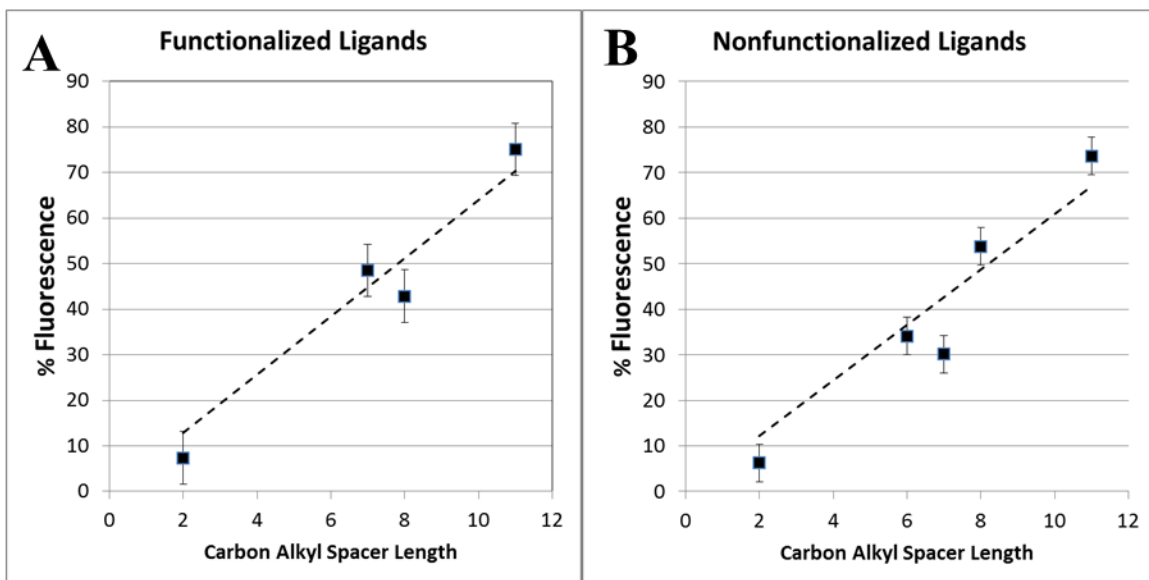 A
Functionalized Ligands
90
80
70
60
50
40
30
20
10
0
% Fluorescence
0 2 4 6 8 10 12
Carbon Alkyl Spacer Length
B
Nonfunctionalized Ligands
90
80
70
60
50
40
30
20
10
0
% Fluorescence
0 2 4 6 8 10 12
Carbon Alkyl Spacer Length